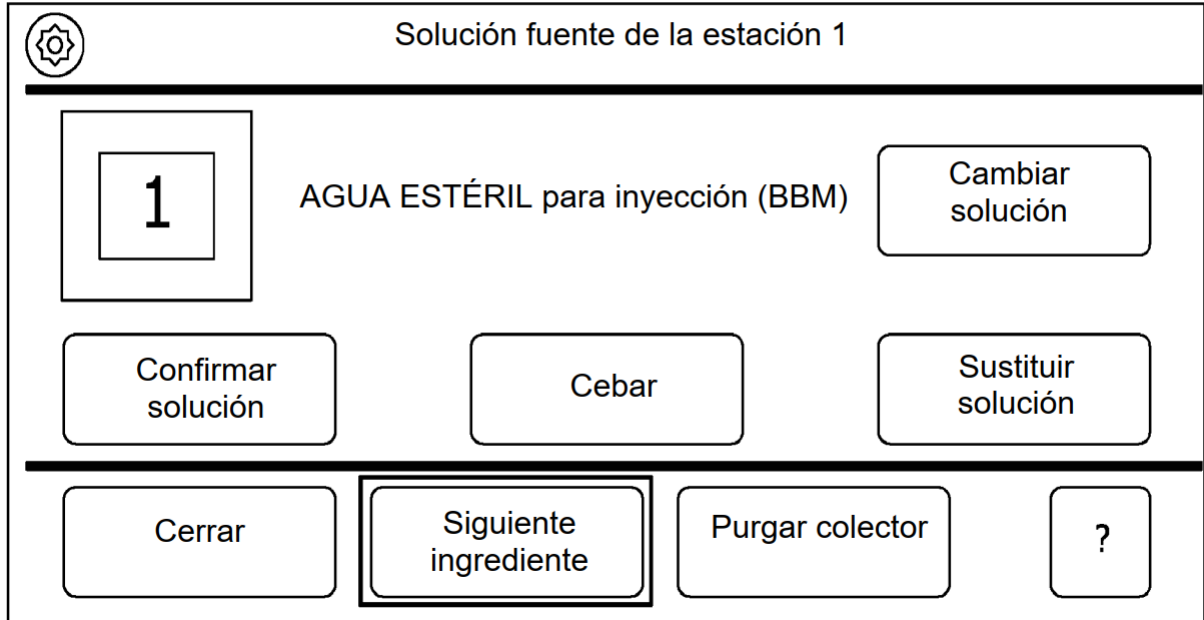 Solución fuente de la estación 1
1
AGUA ESTÉRIL para inyección (BBM)
Cambiar
solución
Confirmar
solución
Cebar
Sustituir
solución
Cerrar
Siguiente
ingrediente
Purgar colector
?